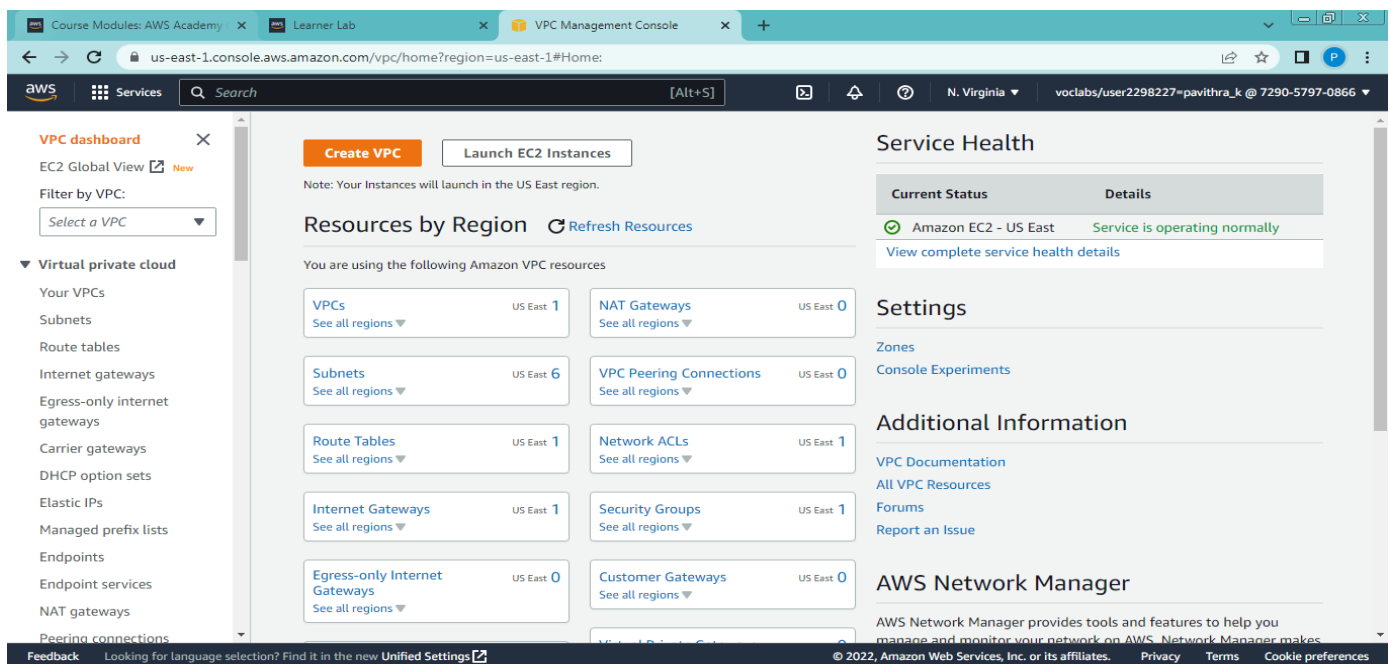 Course Modules: AWS Academy
Learner Lab
VPC Management Console
us-east-1.console.aws.amazon.com/vpc/home?region=us-east-1#Home:
P
aws
Services
Search
[Alt+S]
N. Virginia
voclabs/user2298227=pavithra_k @ 7290-5797-0866
VPC dashboard
EC2 Global View New
Filter by VPC:
Select a VPC
Virtual private cloud
Your VPCs
Subnets
Route tables
Internet gateways
Egress-only internet
gateways
Carrier gateways
DHCP option sets
Elastic IPs
Managed prefix lists
Endpoints
Endpoint services
NAT gateways
Peering connections
Create VPC
Launch EC2 Instances
Note: Your Instances will launch in the US East region.
Resources by Region Refresh Resources
You are using the following Amazon VPC resources
VPCs US East 1
See all regions
NAT Gateways US East 0
See all regions
Subnets US East 6
See all regions
VPC Peering Connections US East 0
See all regions
Route Tables US East 1
See all regions
Network ACLs US East 1
See all regions
Internet Gateways US East 1
See all regions
Security Groups US East 1
See all regions
Egress-only Internet US East 0
Gateways
See all regions
Customer Gateways US East 0
See all regions
Service Health
Current Status Details
Amazon EC2 - US East Service is operating normally
View complete service health details
Settings
Zones
Console Experiments
Additional Information
VPC Documentation
All VPC Resources
Forums
Report an Issue
AWS Network Manager
AWS Network Manager provides tools and features to help you
manage and monitor your network on AWS. Network Manager makes
Feedback
Looking for language selection? Find it in the new Unified Settings
© 2022, Amazon Web Services, Inc. or its affiliates.
Privacy
Terms
Cookie preferences